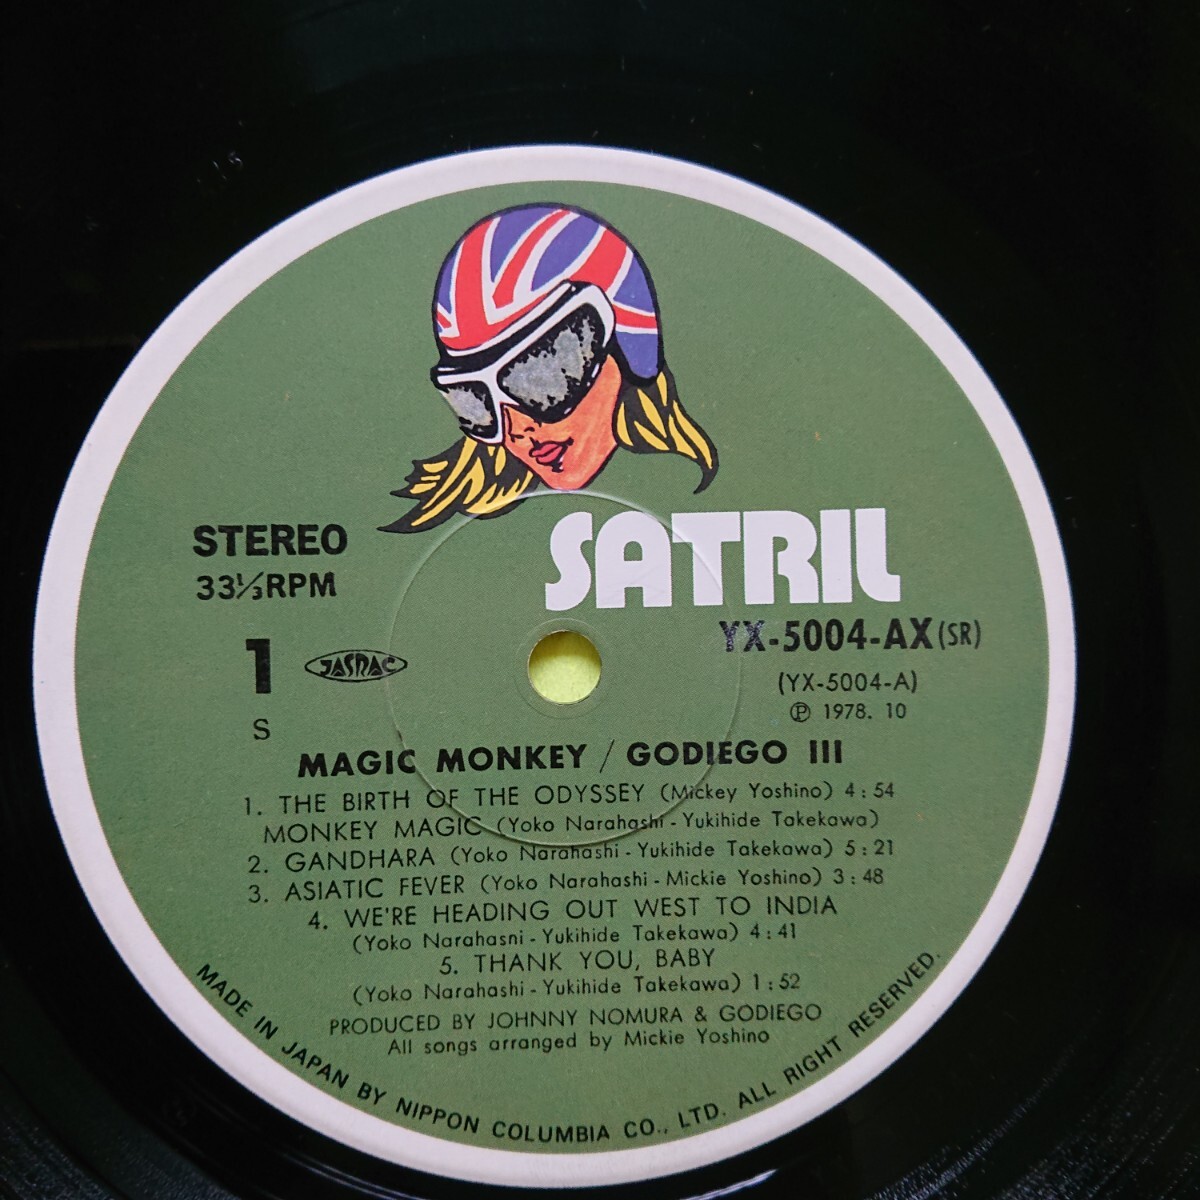 SATRIL
STEREO
33⅓RPM
YX-5004-AX(SR)
1
JASRAC
(YX-5004-A)
S
Ⓟ 1978. 10
MAGIC MONKEY / GODIEGO III
1. THE BIRTH OF THE ODYSSEY (Mickey Yoshino) 4:54
MONKEY MAGIC (Yoko Narahashi - Yukihide Takekawa)
2. GANDHARA (Yoko Narahashi - Yukihide Takekawa) 5:21
3. ASIATIC FEVER (Yoko Narahashi - Mickie Yoshino) 3:48
4. WE'RE HEADING OUT WEST TO INDIA
(Yoko Narahasni - Yukihide Takekawa) 4:41
5. THANK YOU, BABY
(Yoko Narahashi - Yukihide Takekawa) 1:52
PRODUCED BY JOHNNY NOMURA & GODIEGO
All songs arranged by Mickie Yoshino
MADE IN JAPAN BY NIPPON COLUMBIA CO., LTD. ALL RIGHT RESERVED.